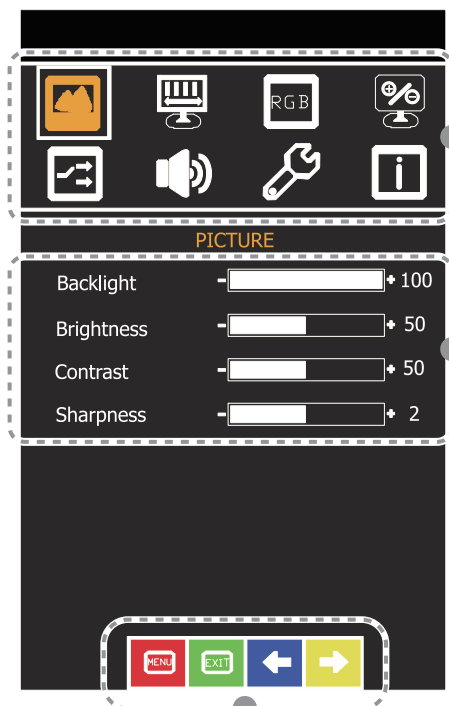 RGB
PICTURE
Backlight - + 100
Brightness - + 50
Contrast - + 50
Sharpness - + 2
MENU EXIT